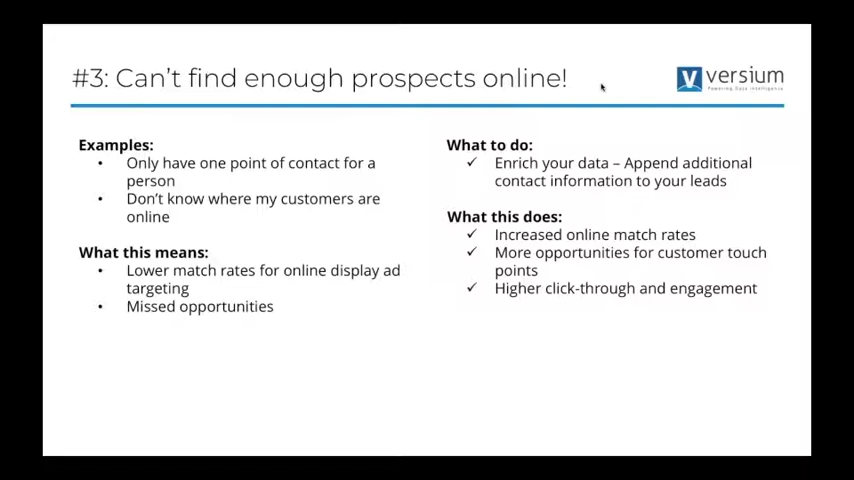 #3: Can't find enough prospects online!
versium
Powering Data Intelligence
Examples:
• Only have one point of contact for a
person
• Don't know where my customers are
online
What this means:
• Lower match rates for online display ad
targeting
• Missed opportunities
What to do:
✓ Enrich your data – Append additional
contact information to your leads
What this does:
✓ Increased online match rates
✓ More opportunities for customer touch
points
✓ Higher click-through and engagement